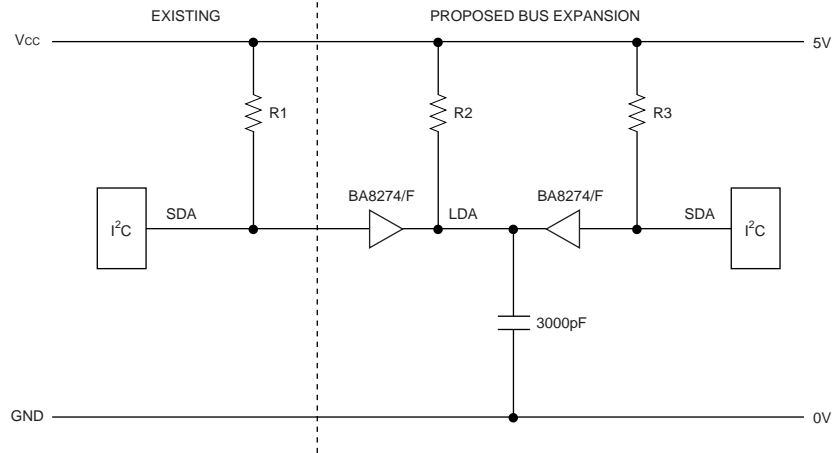 EXISTING
PROPOSED BUS EXPANSION
Vcc
5V
R1
R2
R3
BA8274/F
BA8274/F
I²C
SDA
LDA
SDA
I²C
3000pF
GND
0V